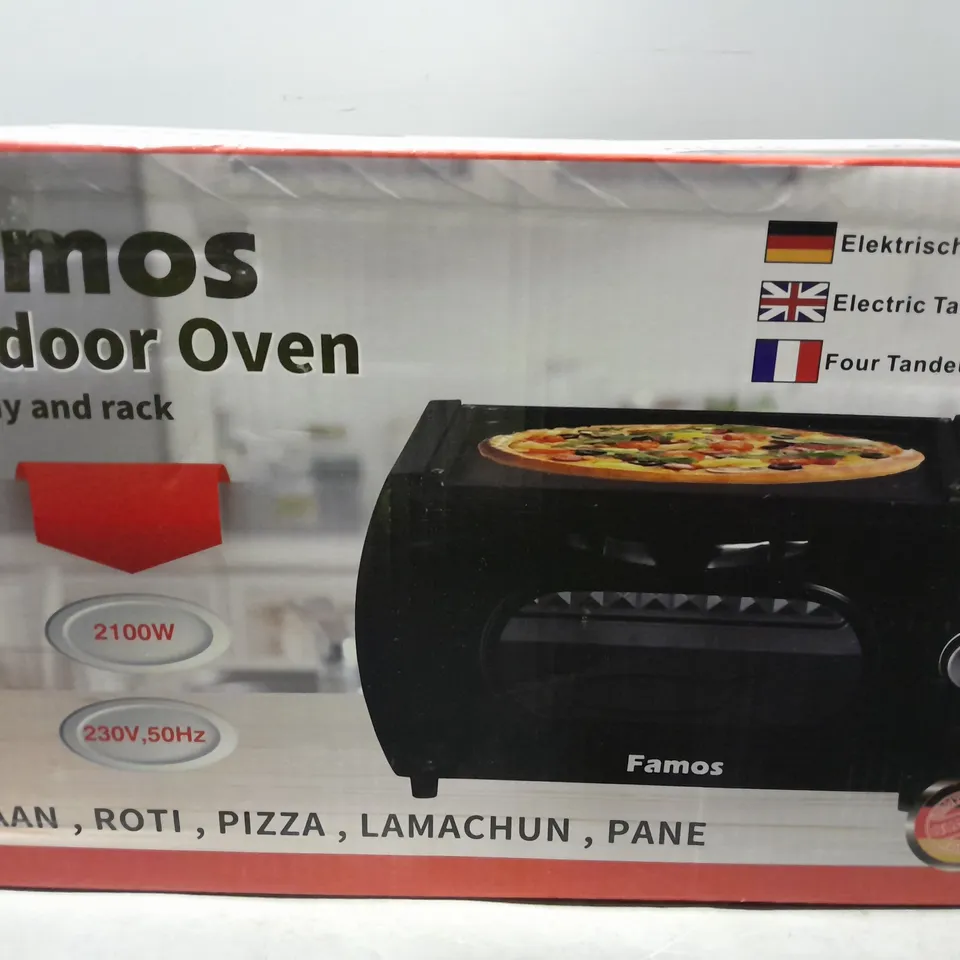 mos
door Oven
y and rack
Elektrisch
Electric Ta
Four Tande
2100W
230V,50Hz
Famos
AAN , ROTI , PIZZA , LAMACHUN , PANE